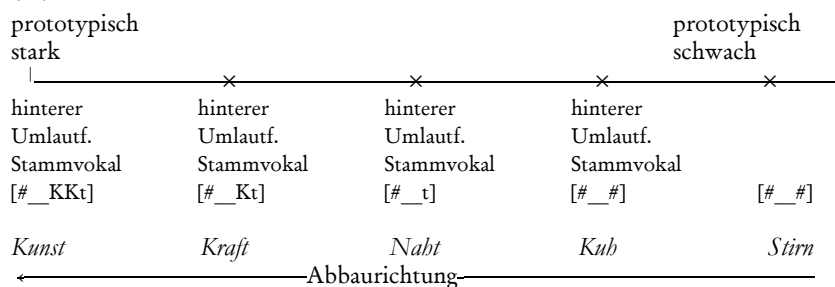 prototypisch prototypisch
stark schwach
hinterer hinterer hinterer hinterer
Umlautf. Umlautf. Umlautf. Umlautf.
Stammvokal Stammvokal Stammvokal Stammvokal
[#__KKt] [#__Kt] [#__t] [#__#] [#__#]
Kunst Kraft Naht Kuh Stirn
Abbaurichtung